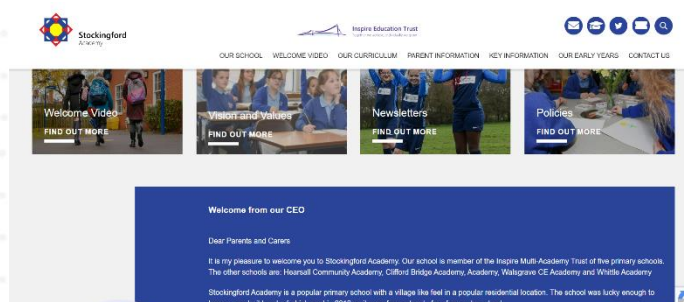 Stockingford
Academy
Inspire Education Trust
OUR SCHOOL WELCOME VIDEO OUR CURRICULUM PARENT INFORMATION KEY INFORMATION OUR EARLY YEARS CONTACT US
Welcome Video
FIND OUT MORE
Vision and Values
FIND OUT MORE
Newsletters
FIND OUT MORE
Policies
FIND OUT MORE
Welcome from our CEO
Dear Parents and Carers
It is my pleasure to welcome you to Stockingford Academy. Our school is member of the Inspire Multi-Academy Trust of five primary schools.
The other schools are: Hearsall Community Academy, Clifford Bridge Academy, Academy, Walsgrave CE Academy and Whittle Academy
Stockingford Academy is a popular primary school with a village like feel in a popular residential location. The school was lucky enough to